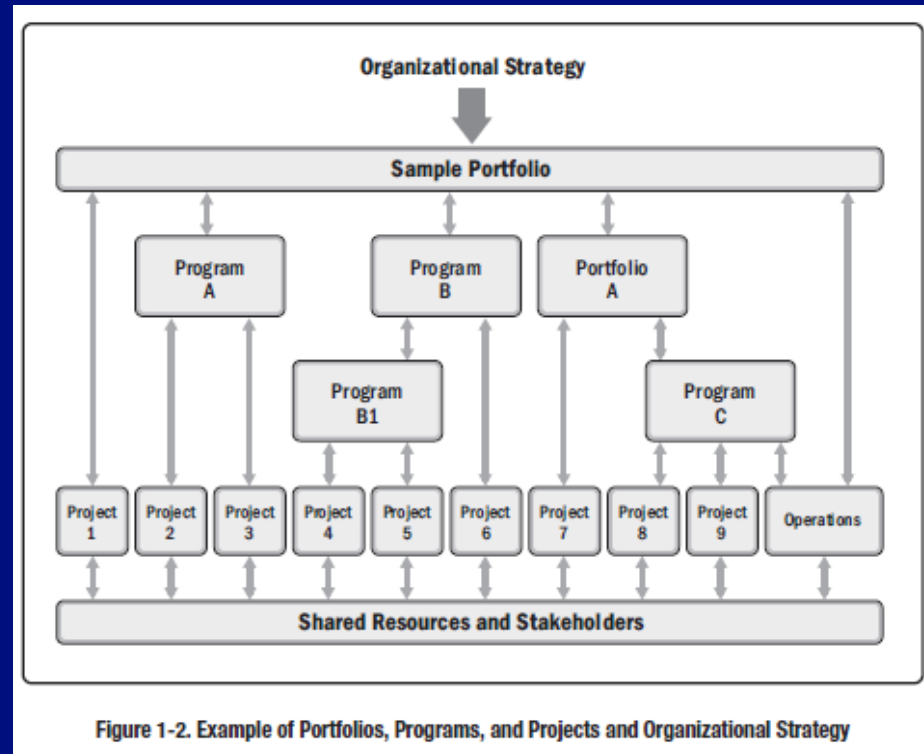 Organizational Strategy
Sample Portfolio
Program
A
Program
B
Portfolio
A
Program
B1
Program
C
Project
1
Project
2
Project
3
Project
4
Project
5
Project
6
Project
7
Project
8
Project
9
Operations
Shared Resources and Stakeholders
Figure 1-2. Example of Portfolios, Programs, and Projects and Organizational Strategy